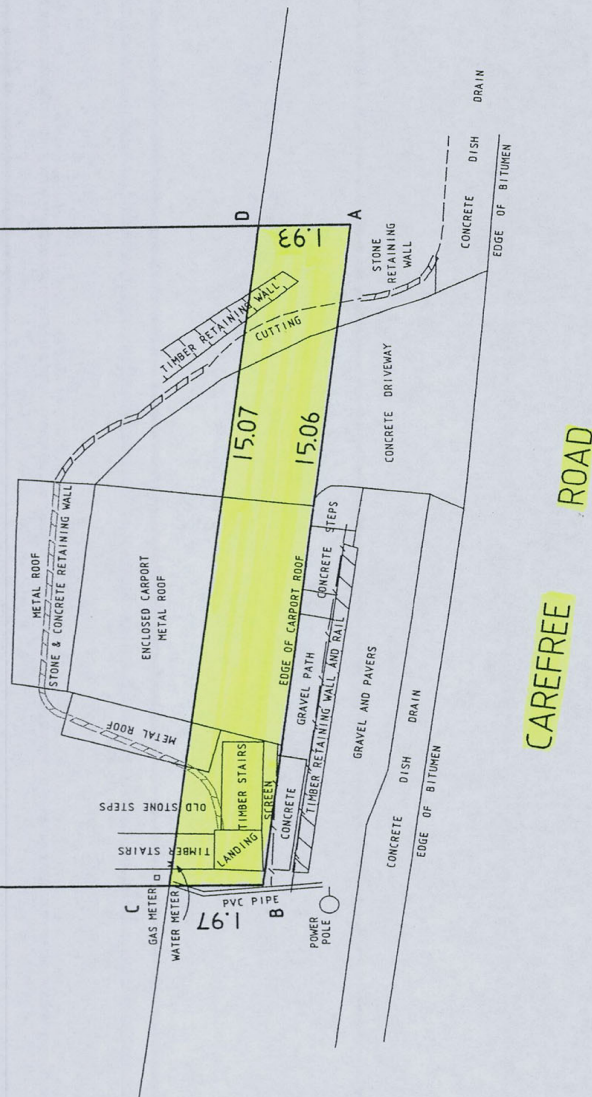 D
A
1.93
STONE
RETAINING
WALL
CONCRETE DISH DRAIN
EDGE OF BITUMEN
TIMBER RETAINING WALL
CUTTING
CONCRETE DRIVEWAY
15.07
15.06
METAL ROOF
STONE & CONCRETE RETAINING WALL
ENCLOSED CARPORT
METAL ROOF
EDGE OF CARPORT ROOF
CONCRETE STEPS
GRAVEL PATH
TIMBER RETAINING WALL AND RAIL
GRAVEL AND PAVERS
METAL ROOF
OLD STONE STEPS
TIMBER STAIRS
TIMBER STAIRS
LANDING
SCREEN
CONCRETE
CONCRETE DISH DRAIN
EDGE OF BITUMEN
C
GAS METER
WATER METER
PVC PIPE
1.97
B
POWER
POLE
CAREFREE ROAD